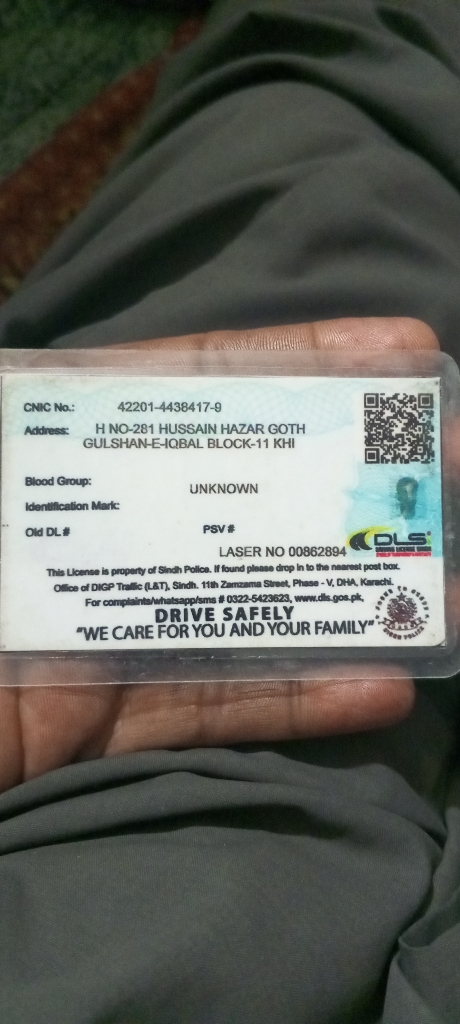 CNIC No.: 42201-4438417-9
Address: H NO-281 HUSSAIN HAZAR GOTH
GULSHAN-E-IQBAL BLOCK-11 KHI
Blood Group: UNKNOWN
Identification Mark:
Old DL # PSV #
LASER NO 00862894
DLS
This License is property of Sindh Police. If found please drop in to the nearest post box.
Office of DIGP Traffic (L&T), Sindh. 11th Zamzama Street, Phase - V, DHA, Karachi.
For complaints/whatsapp/sms # 0322-5423623, www.dls.gos.pk,
DRIVE SAFELY
"WE CARE FOR YOU AND YOUR FAMILY"